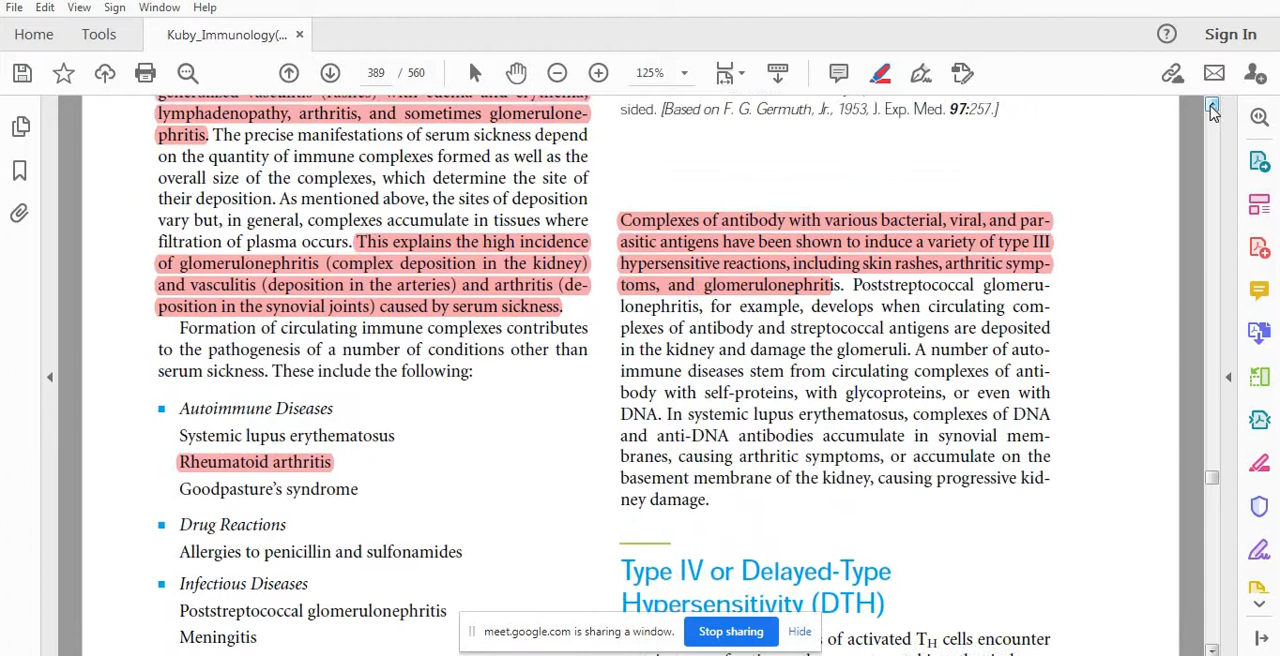 File Edit View Sign Window Help
Home Tools Kuby_Immunology(... × Sign In
389 / 560 125%
lymphadenopathy, arthritis, and sometimes glomerulone-
phritis. The precise manifestations of serum sickness depend
on the quantity of immune complexes formed as well as the
overall size of the complexes, which determine the site of
their deposition. As mentioned above, the sites of deposition
vary but, in general, complexes accumulate in tissues where
filtration of plasma occurs. This explains the high incidence
of glomerulonephritis (complex deposition in the kidney)
and vasculitis (deposition in the arteries) and arthritis (de-
position in the synovial joints) caused by serum sickness.
Formation of circulating immune complexes contributes
to the pathogenesis of a number of conditions other than
serum sickness. These include the following:
Autoimmune Diseases
Systemic lupus erythematosus
Rheumatoid arthritis
Goodpasture's syndrome
Drug Reactions
Allergies to penicillin and sulfonamides
Infectious Diseases
Poststreptococcal glomerulonephritis
Meningitis
sided. [Based on F. G. Germuth, Jr., 1953, J. Exp. Med. 97:257.]
Complexes of antibody with various bacterial, viral, and par-
asitic antigens have been shown to induce a variety of type III
hypersensitive reactions, including skin rashes, arthritic symp-
toms, and glomerulonephritis. Poststreptococcal glomeru-
lonephritis, for example, develops when circulating com-
plexes of antibody and streptococcal antigens are deposited
in the kidney and damage the glomeruli. A number of auto-
immune diseases stem from circulating complexes of anti-
body with self-proteins, with glycoproteins, or even with
DNA. In systemic lupus erythematosus, complexes of DNA
and anti-DNA antibodies accumulate in synovial mem-
branes, causing arthritic symptoms, or accumulate on the
basement membrane of the kidney, causing progressive kid-
ney damage.
Type IV or Delayed-Type
Hypersensitivity (DTH)
of activated TH cells encounter
meet.google.com is sharing a window. Stop sharing Hide